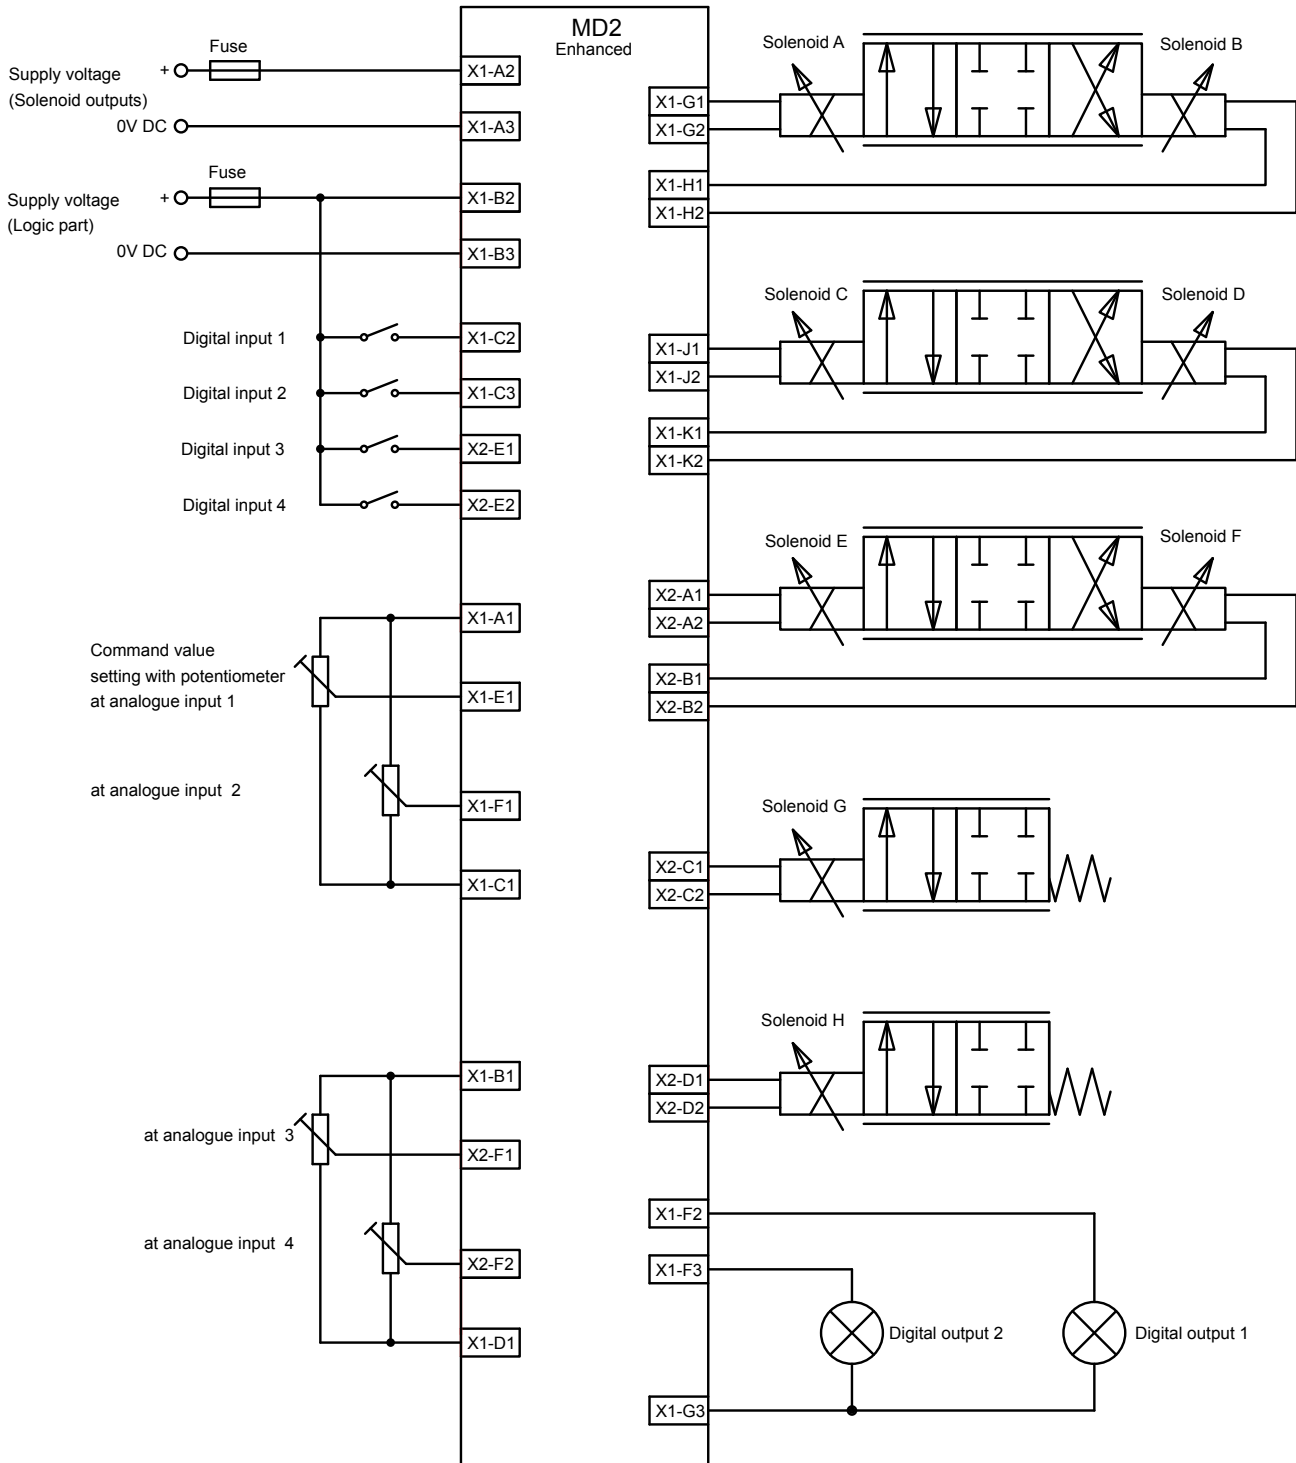 MD2
Enhanced
Fuse
Supply voltage
(Solenoid outputs)
+
X1-A2
0V DC
X1-A3
Fuse
Supply voltage
(Logic part)
+
X1-B2
0V DC
X1-B3
Digital input 1
X1-C2
Digital input 2
X1-C3
Digital input 3
X2-E1
Digital input 4
X2-E2
X1-A1
Command value
setting with potentiometer
at analogue input 1
X1-E1
at analogue input 2
X1-F1
X1-C1
X1-B1
at analogue input 3
X2-F1
at analogue input 4
X2-F2
X1-D1
Solenoid A
Solenoid B
X1-G1
X1-G2
X1-H1
X1-H2
Solenoid C
Solenoid D
X1-J1
X1-J2
X1-K1
X1-K2
Solenoid E
Solenoid F
X2-A1
X2-A2
X2-B1
X2-B2
Solenoid G
X2-C1
X2-C2
Solenoid H
X2-D1
X2-D2
X1-F2
X1-F3
Digital output 2
Digital output 1
X1-G3